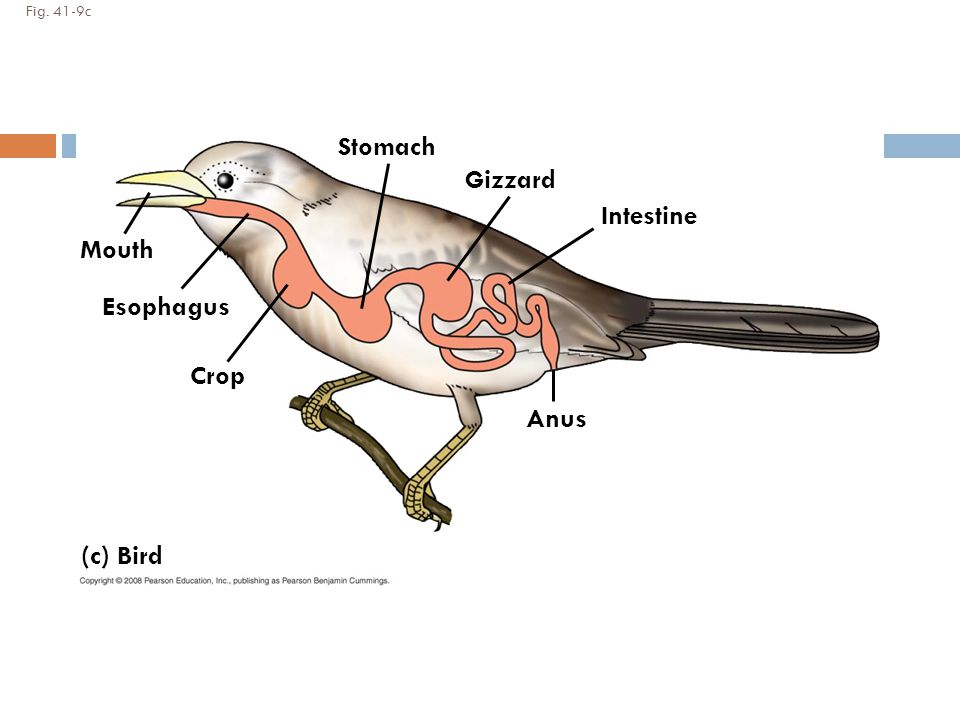 Fig. 41-9c
Stomach
Gizzard
Intestine
Mouth
Esophagus
Crop
Anus
(c) Bird
Copyright © 2008 Pearson Education, Inc., publishing as Pearson Benjamin Cummings.